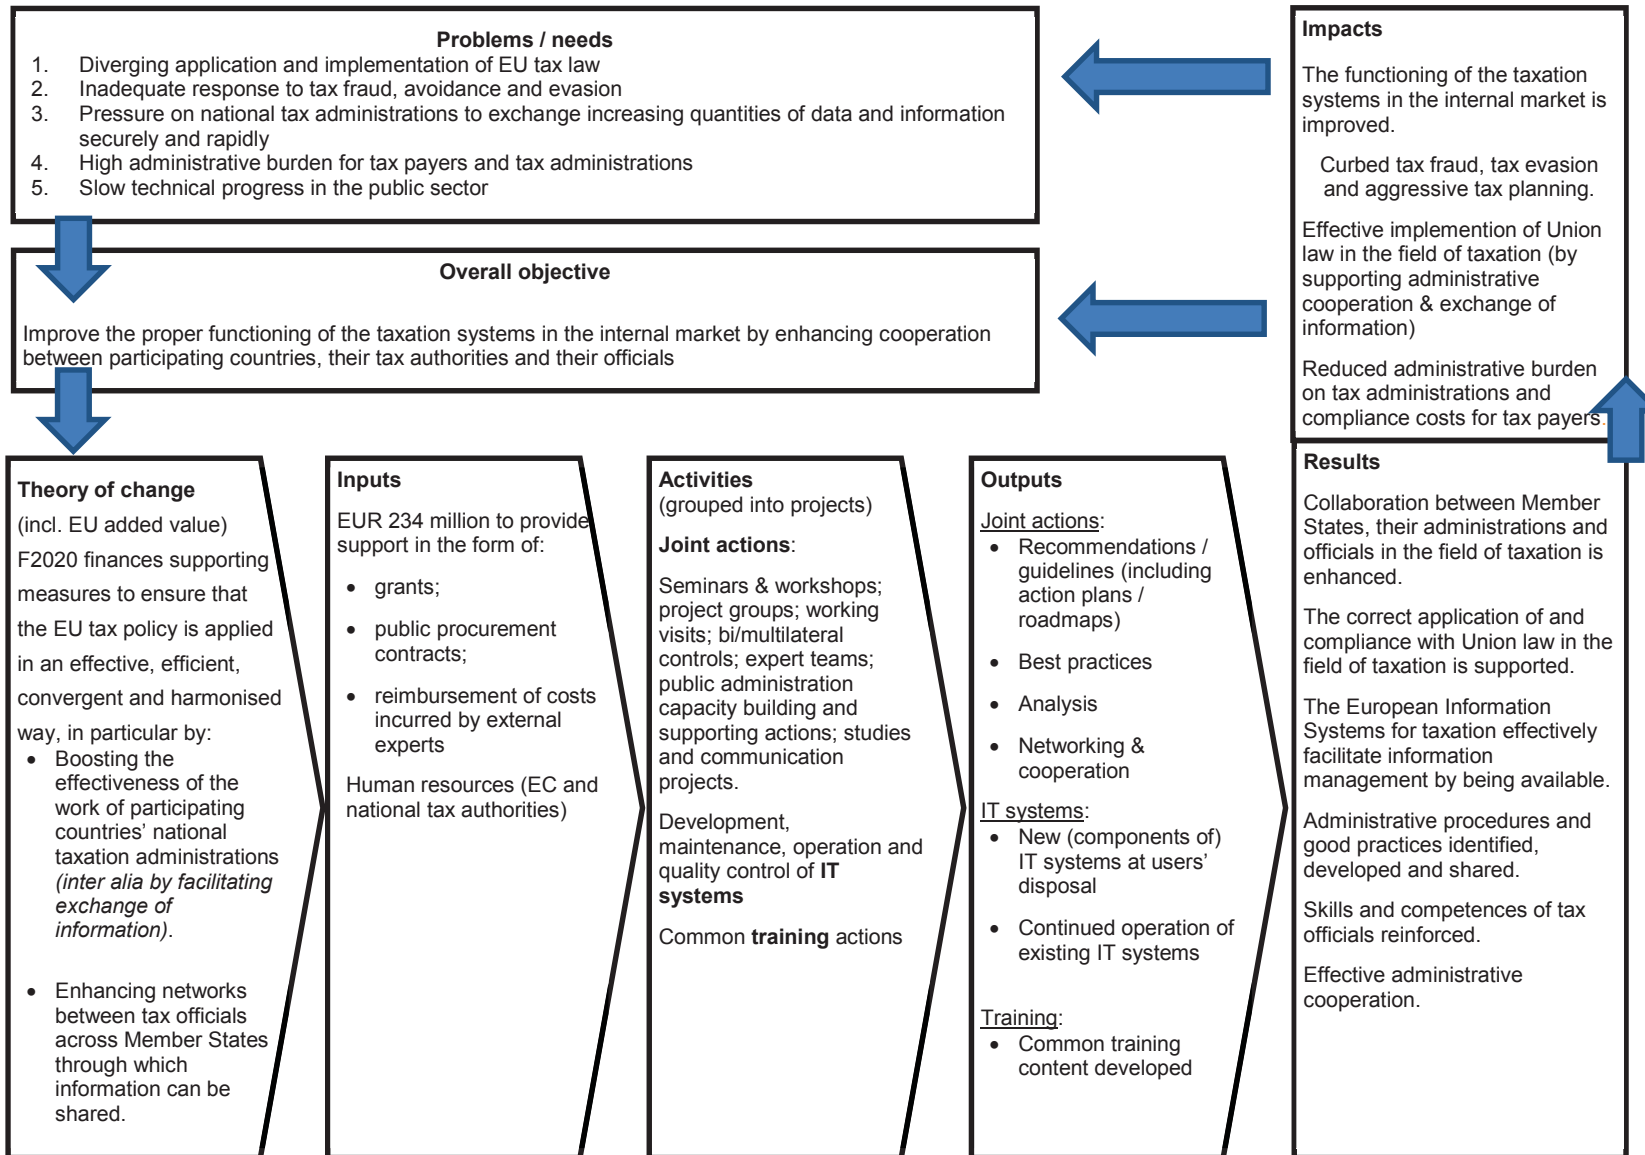 Problems / needs
1. Diverging application and implementation of EU tax law
2. Inadequate response to tax fraud, avoidance and evasion
3. Pressure on national tax administrations to exchange increasing quantities of data and information
securely and rapidly
4. High administrative burden for tax payers and tax administrations
5. Slow technical progress in the public sector
Overall objective
Improve the proper functioning of the taxation systems in the internal market by enhancing cooperation
between participating countries, their tax authorities and their officials
Theory of change
(incl. EU added value)
F2020 finances supporting
measures to ensure that
the EU tax policy is applied
in an effective, efficient,
convergent and harmonised
way, in particular by:
• Boosting the
effectiveness of the
work of participating
countries' national
taxation administrations
(inter alia by facilitating
exchange of
information).
• Enhancing networks
between tax officials
across Member States
through which
information can be
shared.
Inputs
EUR 234 million to provide
support in the form of:
• grants;
• public procurement
contracts;
• reimbursement of costs
incurred by external
experts
Human resources (EC and
national tax authorities)
Activities
(grouped into projects)
Joint actions:
Seminars & workshops;
project groups; working
visits; bi/multilateral
controls; expert teams;
public administration
capacity building and
supporting actions; studies
and communication
projects.
Development,
maintenance, operation and
quality control of IT
systems
Common training actions
Outputs
Joint actions:
• Recommendations /
guidelines (including
action plans /
roadmaps)
• Best practices
• Analysis
• Networking &
cooperation
IT systems:
• New (components of)
IT systems at users'
disposal
• Continued operation of
existing IT systems
Training:
• Common training
content developed
Impacts
The functioning of the taxation
systems in the internal market is
improved.
Curbed tax fraud, tax evasion
and aggressive tax planning.
Effective implemention of Union
law in the field of taxation (by
supporting administrative
cooperation & exchange of
information)
Reduced administrative burden
on tax administrations and
compliance costs for tax payers.
Results
Collaboration between Member
States, their administrations and
officials in the field of taxation is
enhanced.
The correct application of and
compliance with Union law in the
field of taxation is supported.
The European Information
Systems for taxation effectively
facilitate information
management by being available.
Administrative procedures and
good practices identified,
developed and shared.
Skills and competences of tax
officials reinforced.
Effective administrative
cooperation.